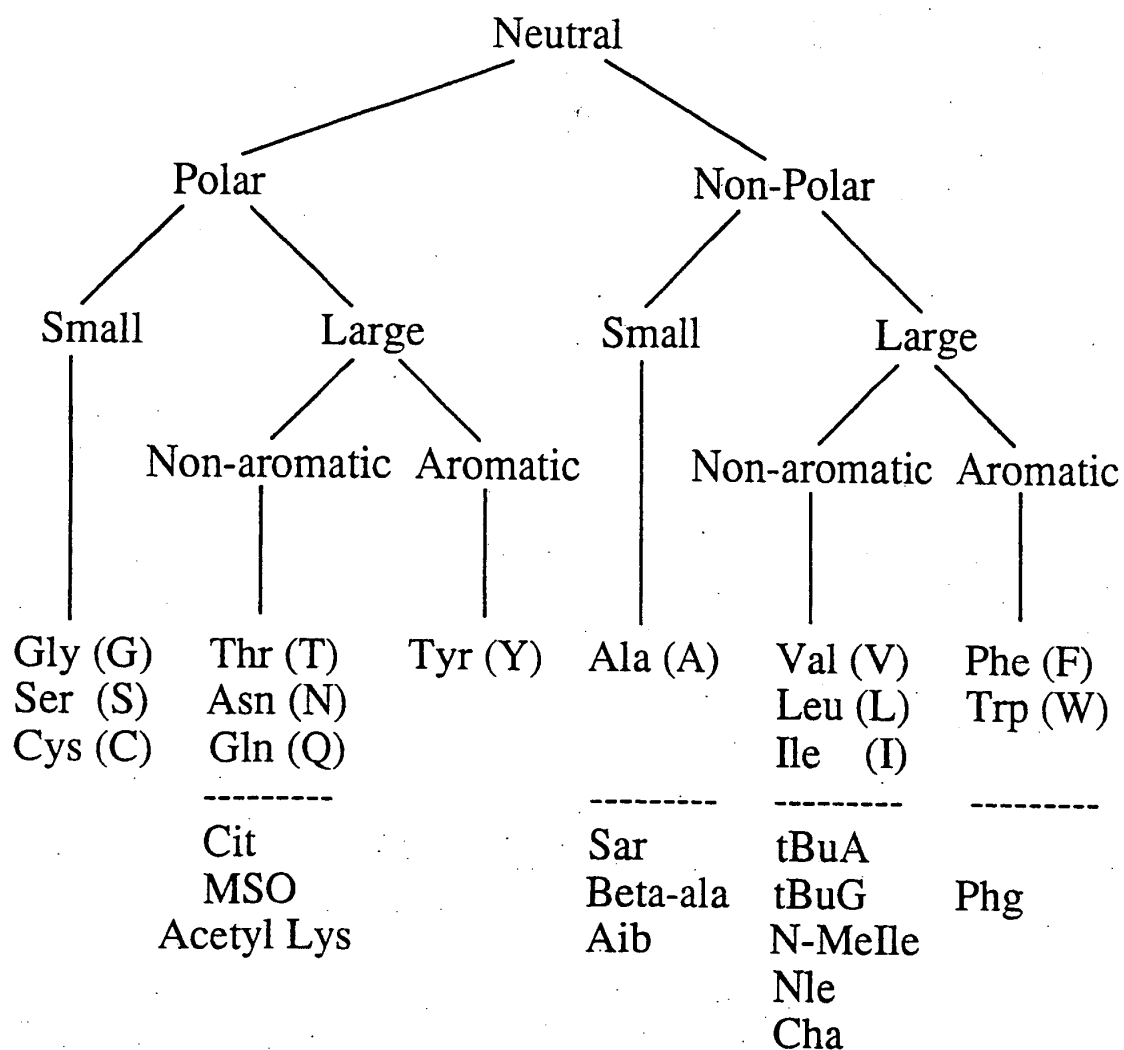 Neutral
Polar Non-Polar
Small Large Small Large
Non-aromatic Aromatic Non-aromatic Aromatic
Gly (G) Thr (T) Tyr (Y) Ala (A) Val (V) Phe (F)
Ser (S) Asn (N) Leu (L) Trp (W)
Cys (C) Gln (Q) Ile (I)
--------- --------- --------- ---------
Cit Sar tBuA
MSO Beta-ala tBuG Phg
Acetyl Lys Aib N-MeIle
Nle
Cha